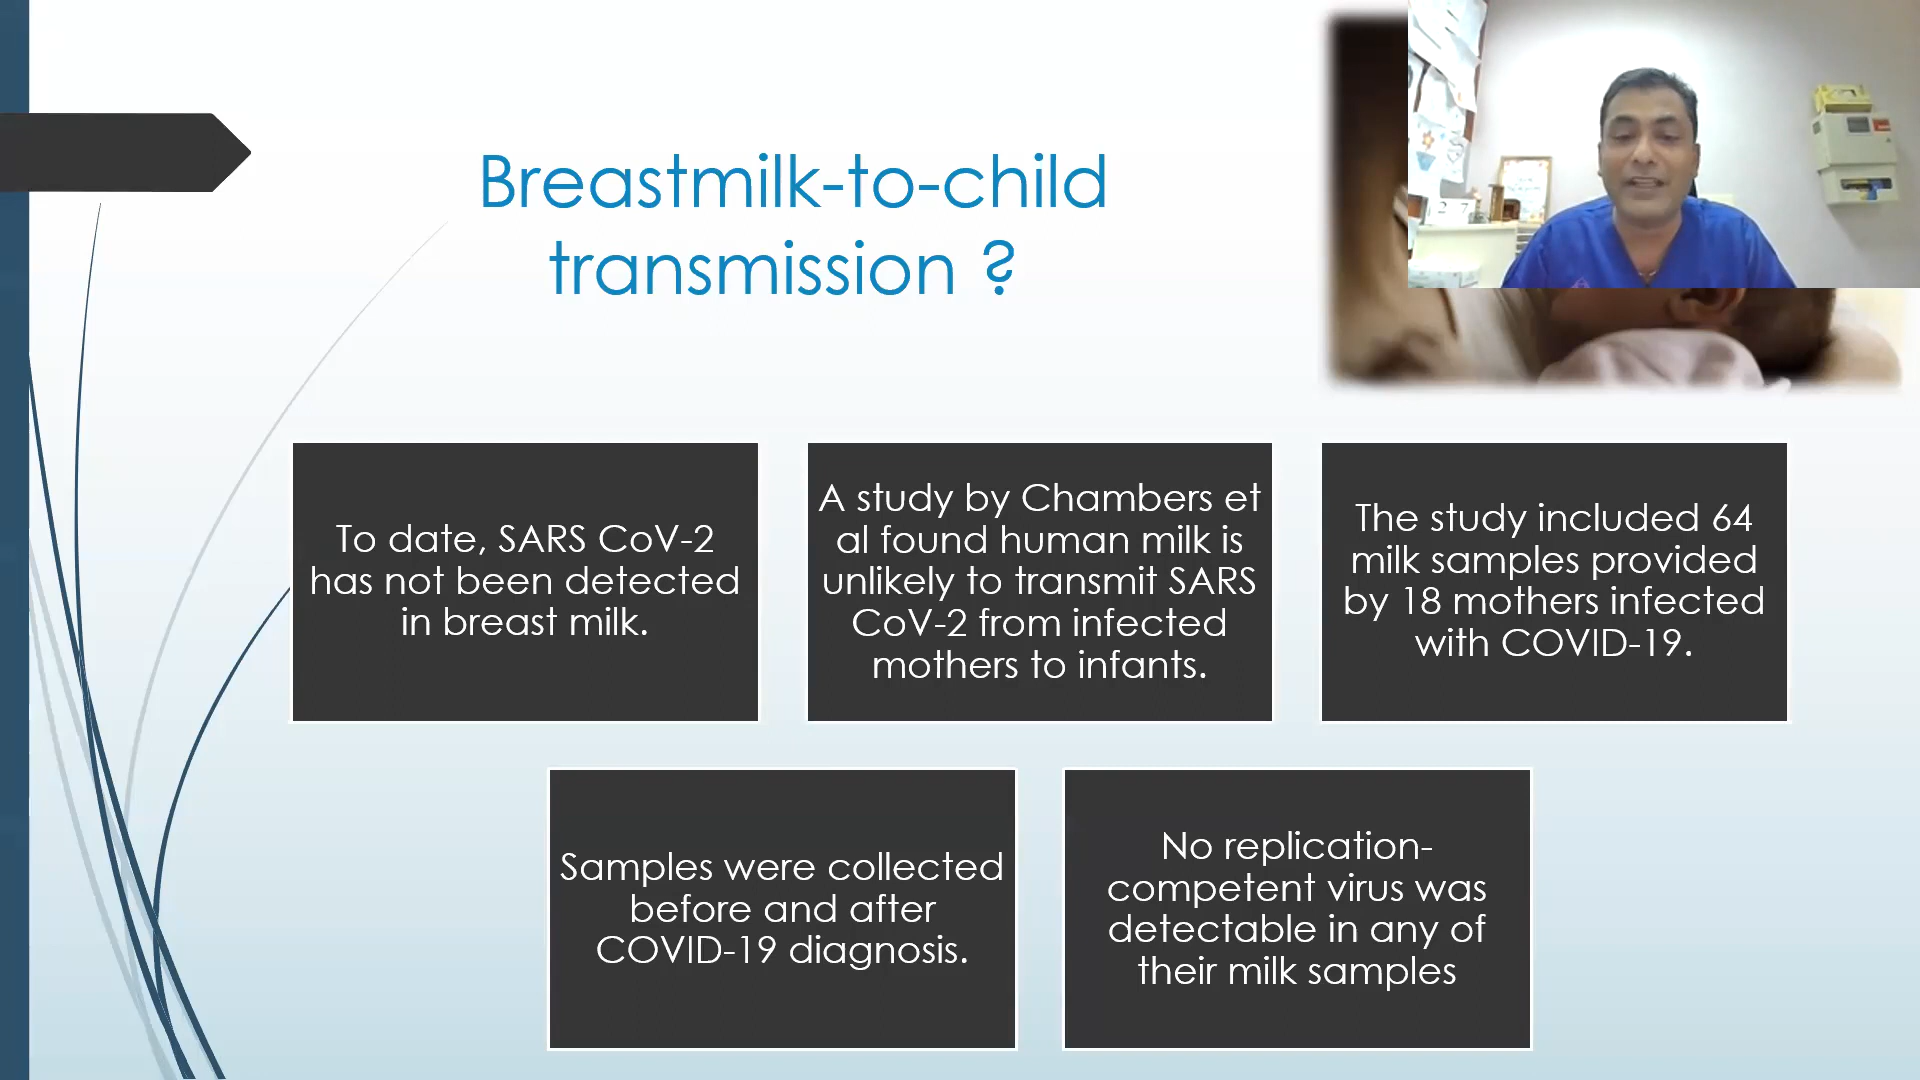 Breastmilk-to-child
transmission ?
To date, SARS CoV-2
has not been detected
in breast milk.
A study by Chambers et
al found human milk is
unlikely to transmit SARS
CoV-2 from infected
mothers to infants.
The study included 64
milk samples provided
by 18 mothers infected
with COVID-19.
Samples were collected
before and after
COVID-19 diagnosis.
No replication-
competent virus was
detectable in any of
their milk samples